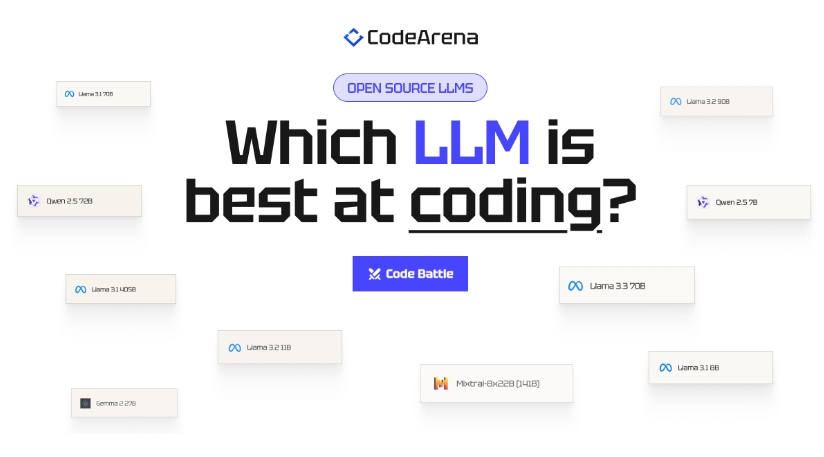 CodeArena
OPEN SOURCE LLMS
Llama 3.1 70B
Llama 3.2 90B
Which LLM is
best at coding?
Qwen 2.5 72B
Qwen 2.5 7B
Code Battle
Llama 3.1 405B
Llama 3.3 70B
Llama 3.2 11B
Llama 3.1 8B
Mixtral-8x22B (141B)
Gemma 2 27B